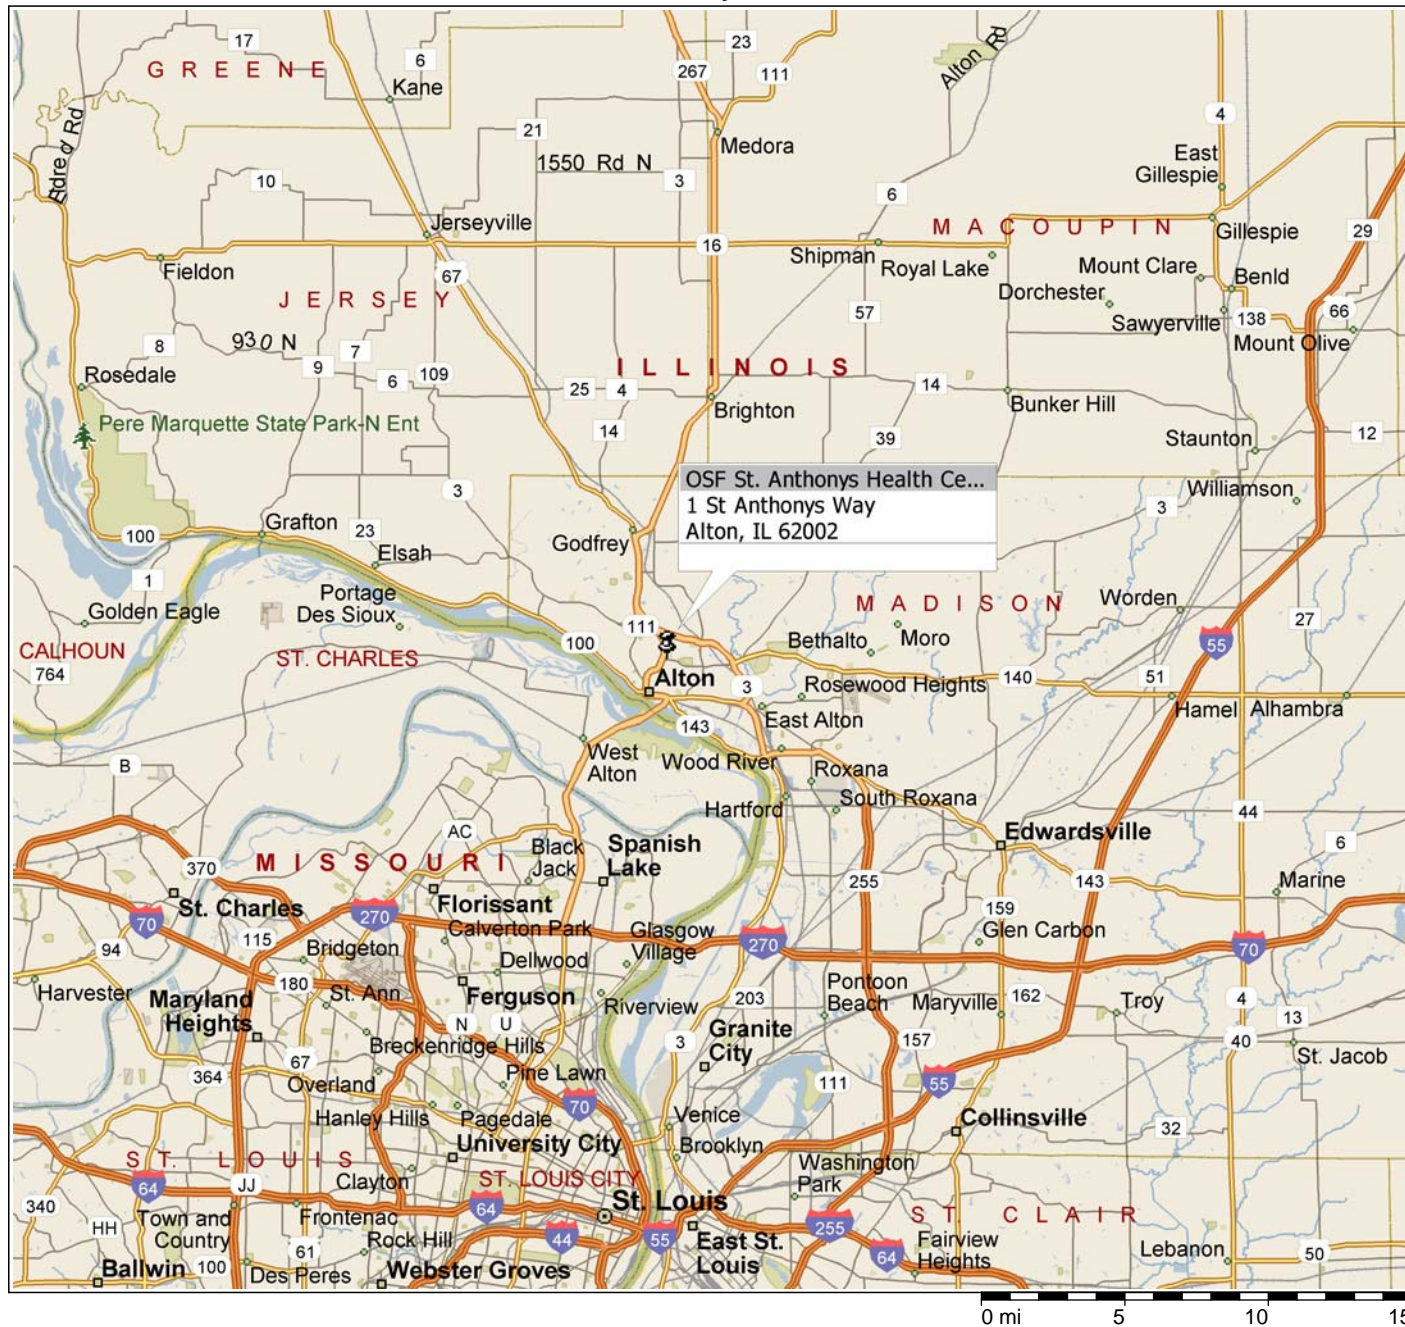 17
6
23
267
111
GREENE
Kane
Alton Rd
Eldred Rd
21
Medora
4
1550 Rd N
3
East
Gillespie
10
6
Jerseyville
MACOUPIN
Gillespie
29
16
Shipman
Royal Lake
Fieldon
67
Mount Clare
Benld
JERSEY
Dorchester
57
Sawyerville
138
66
930 N
8
7
Mount Olive
9
6
109
ILLINOIS
Rosedale
25
4
14
Brighton
Bunker Hill
Pere Marquette State Park-N Ent
14
39
Staunton
12
OSF St. Anthonys Health Ce...
1 St Anthonys Way
Alton, IL 62002
3
Williamson
3
100
Grafton
23
Godfrey
Elsah
1
Portage
Des Sioux
Golden Eagle
MADISON
Worden
27
111
Bethalto
Moro
100
55
CALHOUN
764
ST. CHARLES
Alton
3
Rosewood Heights
140
51
Hamel
Alhambra
143
East Alton
West
Alton
Wood River
Roxana
B
Hartford
South Roxana
44
AC
Edwardsville
Black
Jack
Spanish
Lake
6
370
MISSOURI
255
143
Marine
St. Charles
70
270
Florissant
159
94
115
Calverton Park
Glasgow
Village
270
Glen Carbon
70
Bridgeton
Dellwood
Harvester
Maryland
Heights
180
St. Ann
Ferguson
Riverview
203
Pontoon
Beach
Maryville
162
Troy
4
13
N
U
Granite
City
3
157
40
St. Jacob
Breckenridge Hills
67
364
Overland
Pine Lawn
111
55
Hanley Hills
Pagedale
70
Venice
Collinsville
University City
Brooklyn
32
ST. LOUIS
Clayton
ST. LOUIS CITY
Washington
Park
64
JJ
340
64
St. Louis
HH
Town and
Country
Frontenac
44
55
255
ST CLAIR
Rock Hill
61
East St.
Louis
64
Fairview
Heights
Lebanon
50
Ballwin
100
Des Peres
Webster Groves
0 mi
5
10
15